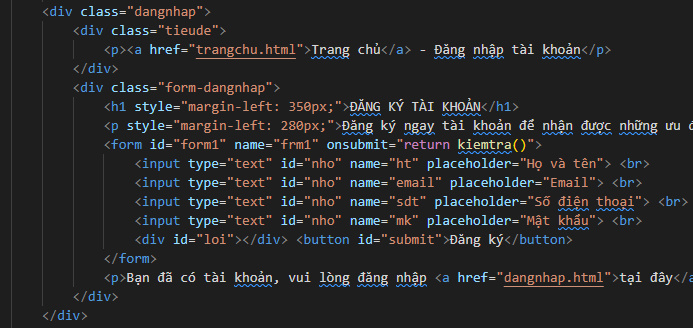 <div class="dangnhap">
<div class="tieude">
<p><a href="trangchu.html">Trang chủ</a> - Đăng nhập tài khoản</p>
</div>
<div class="form-dangnhap">
<h1 style="margin-left: 350px;">ĐĂNG KÝ TÀI KHOẢN</h1>
<p style="margin-left: 280px;">Đăng ký ngay tài khoản để nhận được những ưu
<form id="form1" name="frm1" onsubmit="return kiemtra()">
<input type="text" id="nho" name="ht" placeholder="Họ và tên"> <br>
<input type="text" id="nho" name="email" placeholder="Email"> <br>
<input type="text" id="nho" name="sdt" placeholder="Số điện thoại"> <br>
<input type="text" id="nho" name="mk" placeholder="Mật khẩu"> <br>
<div id="loi"></div> <button id="submit">Đăng ký</button>
</form>
<p>Bạn đã có tài khoản, vui lòng đăng nhập <a href="dangnhap.html">tại đây</a
</div>
</div>